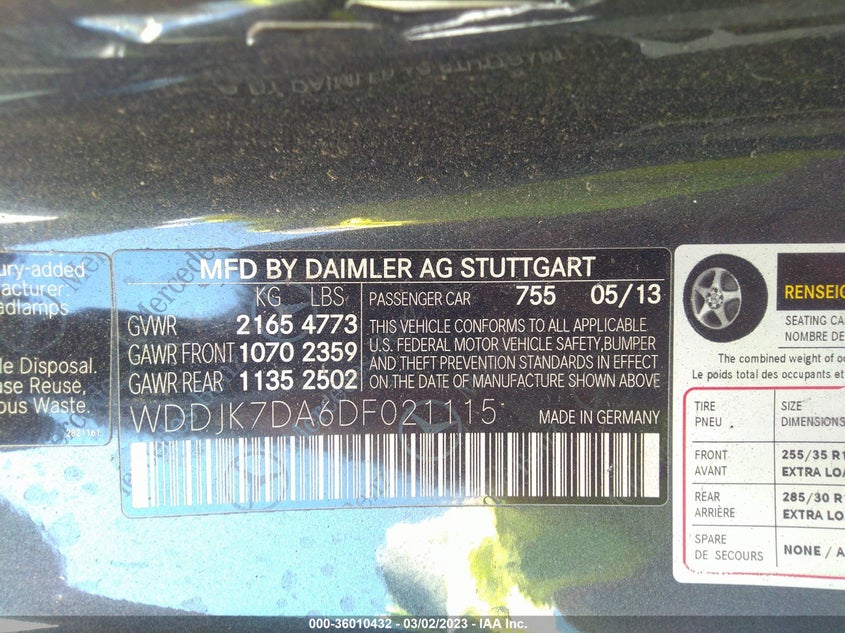 MFD BY DAIMLER AG STUTTGART
KG LBS
GVWR 2165 4773
GAWR FRONT 1070 2359
GAWR REAR 1135 2502
PASSENGER CAR 755 05/13
THIS VEHICLE CONFORMS TO ALL APPLICABLE
U.S. FEDERAL MOTOR VEHICLE SAFETY,BUMPER
AND THEFT PREVENTION STANDARDS IN EFFECT
ON THE DATE OF MANUFACTURE SHOWN ABOVE
WDDJK7DA6DF021115 MADE IN GERMANY
ury-added
adlamps
Disposal.
Reuse,
ous Waste.
2821161
RENSEIG
SEATING CA
NOMBRE DE
The combined weight of oc
Le poids total des occupants et
TIRE SIZE
PNEU DIMENSIONS
FRONT 255/35 R1
AVANT EXTRA LOA
REAR 285/30 R1
ARRIÈRE EXTRA LO
SPARE NONE / A
DE SECOURS
000-36010432 - 03/02/2023 - IAA Inc.